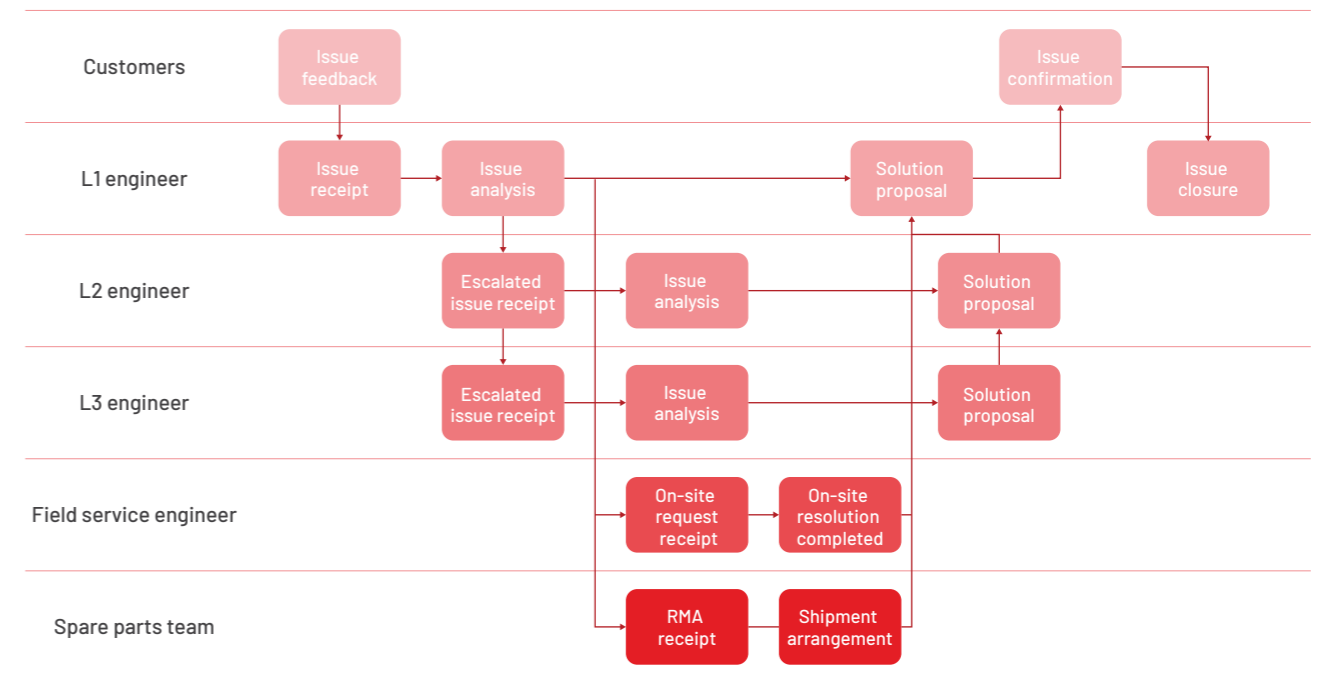 Customers
Issue
feedback
Issue
confirmation
L1 engineer
Issue
receipt
Issue
analysis
Solution
proposal
Issue
closure
L2 engineer
Escalated
issue receipt
Issue
analysis
Solution
proposal
L3 engineer
Escalated
issue receipt
Issue
analysis
Solution
proposal
Field service engineer
On-site
request
receipt
On-site
resolution
completed
Spare parts team
RMA
receipt
Shipment
arrangement